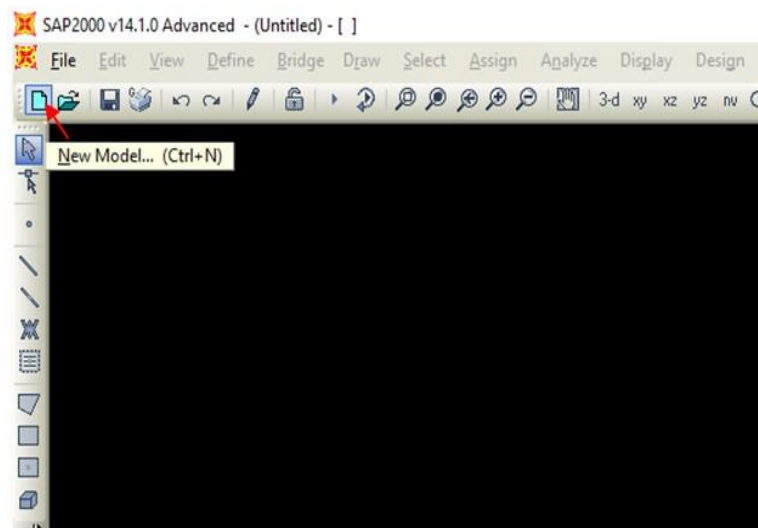 SAP2000 v14.1.0 Advanced - (Untitled) - [ ]
File Edit View Define Bridge Draw Select Assign Analyze Display Design
3-d xy xz yz nv
New Model... (Ctrl+N)